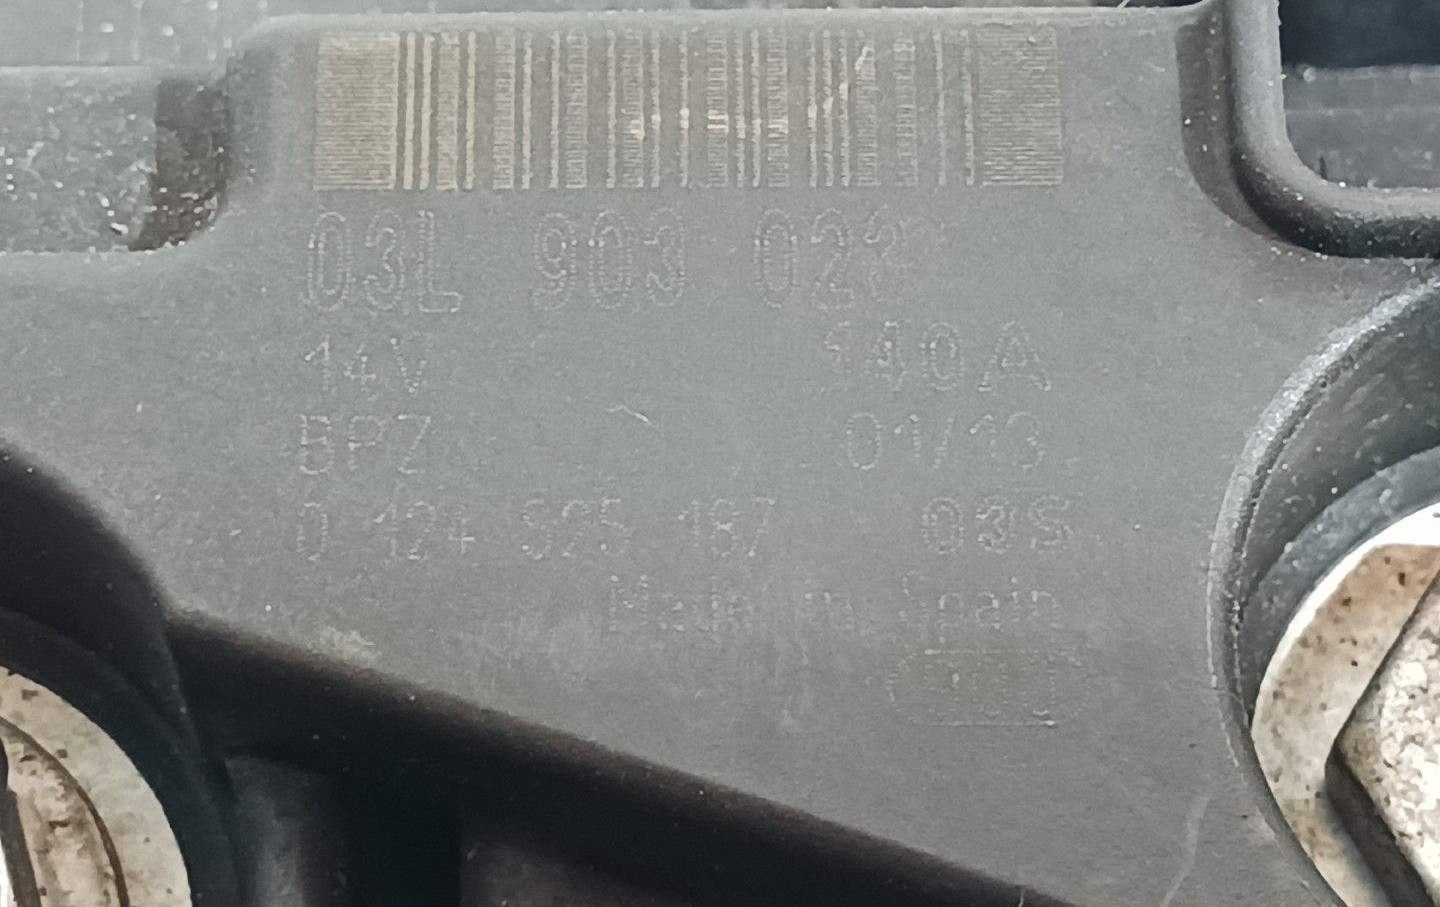 03L 903 023
14V 140A
BPZ 01/13
0 124 525 187 03S
Made in Spain